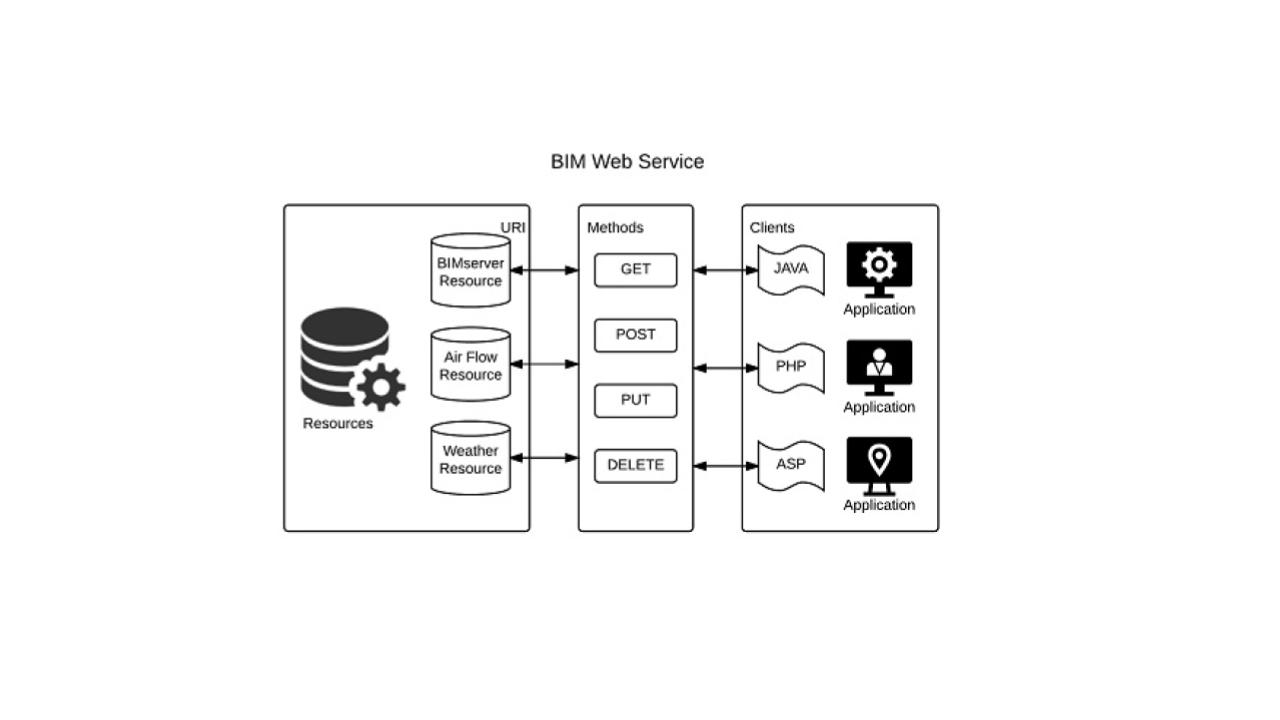 BIM Web Service
URI
BIMserver
Resource
Air Flow
Resource
Weather
Resource
Resources
Methods
GET
POST
PUT
DELETE
Clients
JAVA
Application
PHP
Application
ASP
Application